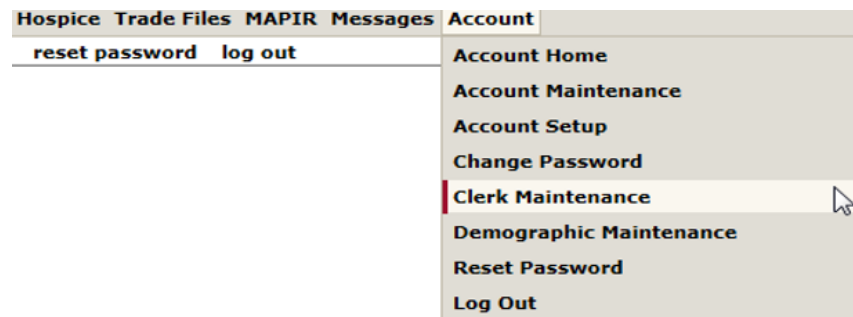 Hospice Trade Files MAPIR Messages Account
reset password log out
Account Home
Account Maintenance
Account Setup
Change Password
Clerk Maintenance
Demographic Maintenance
Reset Password
Log Out